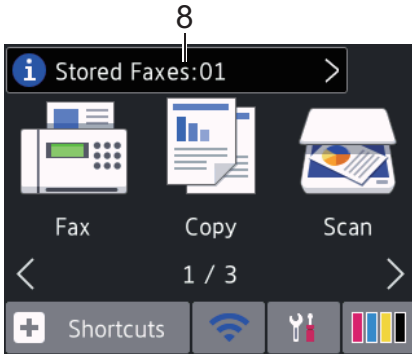 8
i Stored Faxes:01 >
Fax Copy Scan
< 1 / 3 >
+ Shortcuts